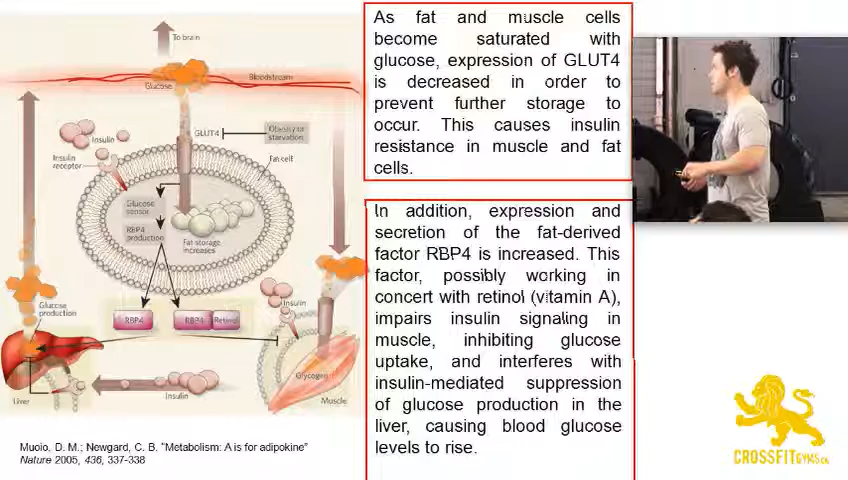 To brain
Bloodstream
Glucose
GLUT4
Obesity or
starvation
Insulin
Insulin
receptor
Fat cell
Glucose
sensor
RBP4
production
Fat storage
increases
Insulin
Glucose
production
RBP4
RBP4
Retinol
Glycogen
Muscle
Liver
Insulin
Muoio, D. M.; Newgard, C. B. "Metabolism: A is for adipokine"
Nature 2005, 436, 337-338
As fat and muscle cells
become saturated with
glucose, expression of GLUT4
is decreased in order to
prevent further storage to
occur. This causes insulin
resistance in muscle and fat
cells.
In addition, expression and
secretion of the fat-derived
factor RBP4 is increased. This
factor, possibly working in
concert with retinol (vitamin A),
impairs insulin signaling in
muscle, inhibiting glucose
uptake, and interferes with
insulin-mediated suppression
of glucose production in the
liver, causing blood glucose
levels to rise.
CROSSFITGYMS.CA